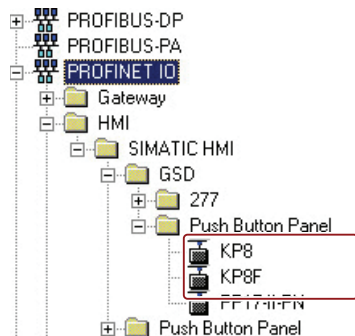 PROFIBUS-DP
PROFIBUS-PA
PROFINET IO
Gateway
HMI
SIMATIC HMI
GSD
277
Push Button Panel
KP8
KP8F
Push Button Panel